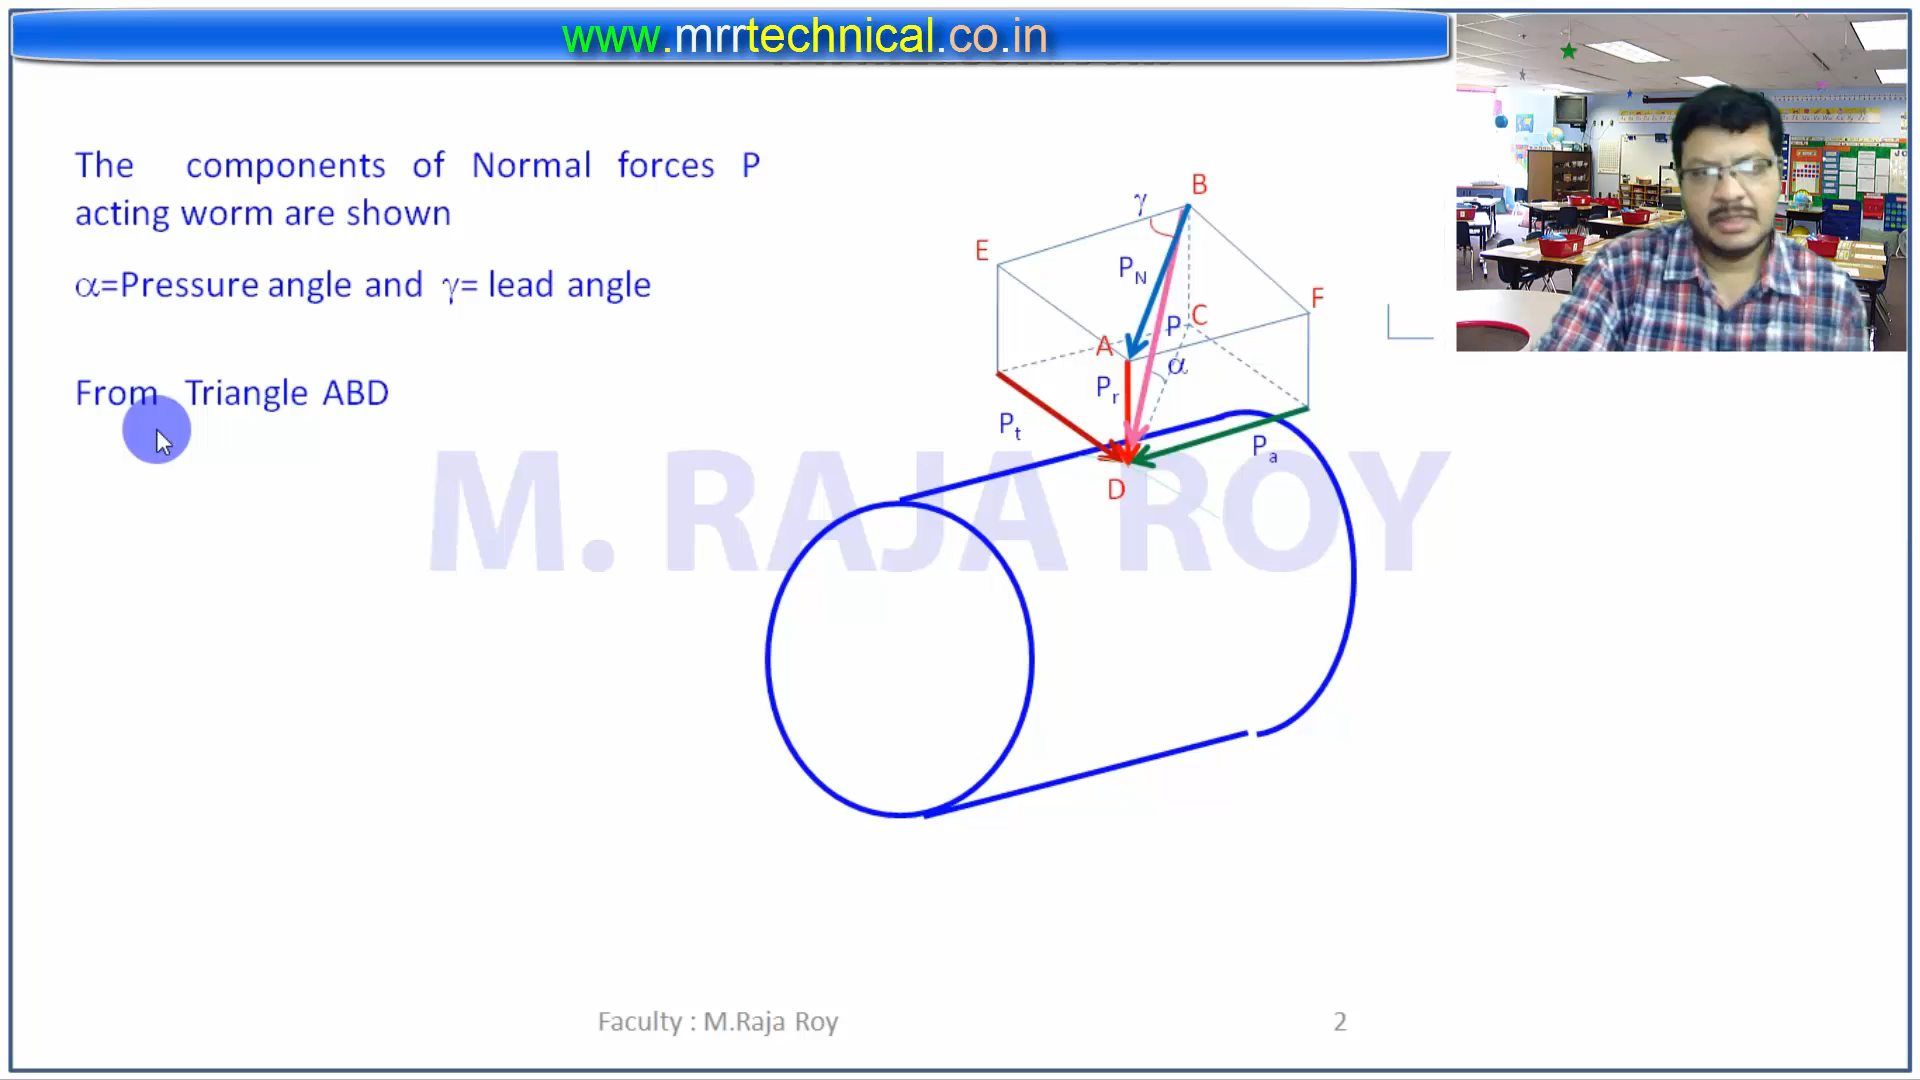 www.mrrtechnical.co.in
The components of Normal forces P
acting worm are shown
α=Pressure angle and γ= lead angle
From Triangle ABD
B
γ
E
P_N
F
P
C
A
α
P_r
P_t
P_a
D
M. RAJA ROY
Faculty : M.Raja Roy
2